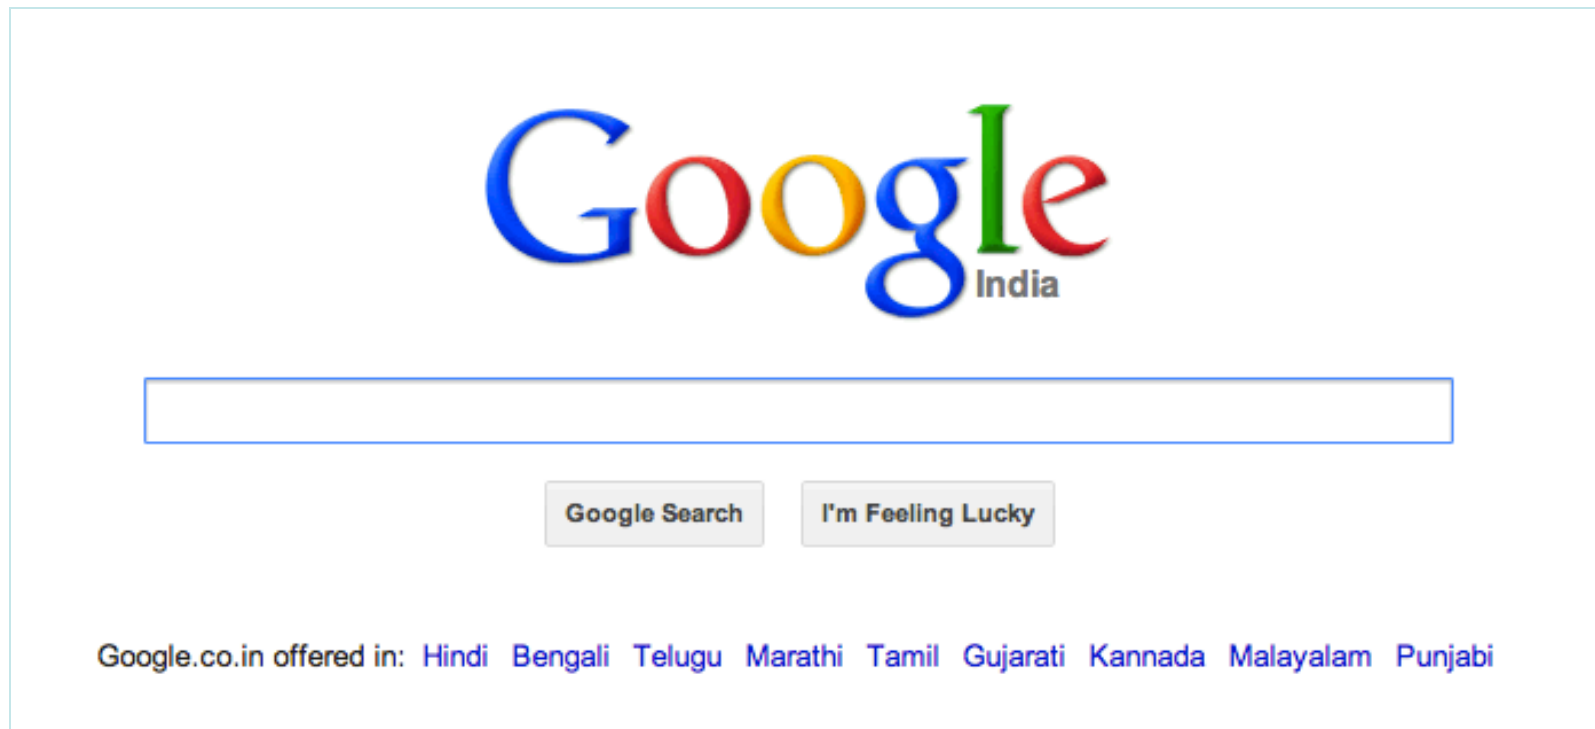 Google
India
Google Search I'm Feeling Lucky
Google.co.in offered in: Hindi Bengali Telugu Marathi Tamil Gujarati Kannada Malayalam Punjabi